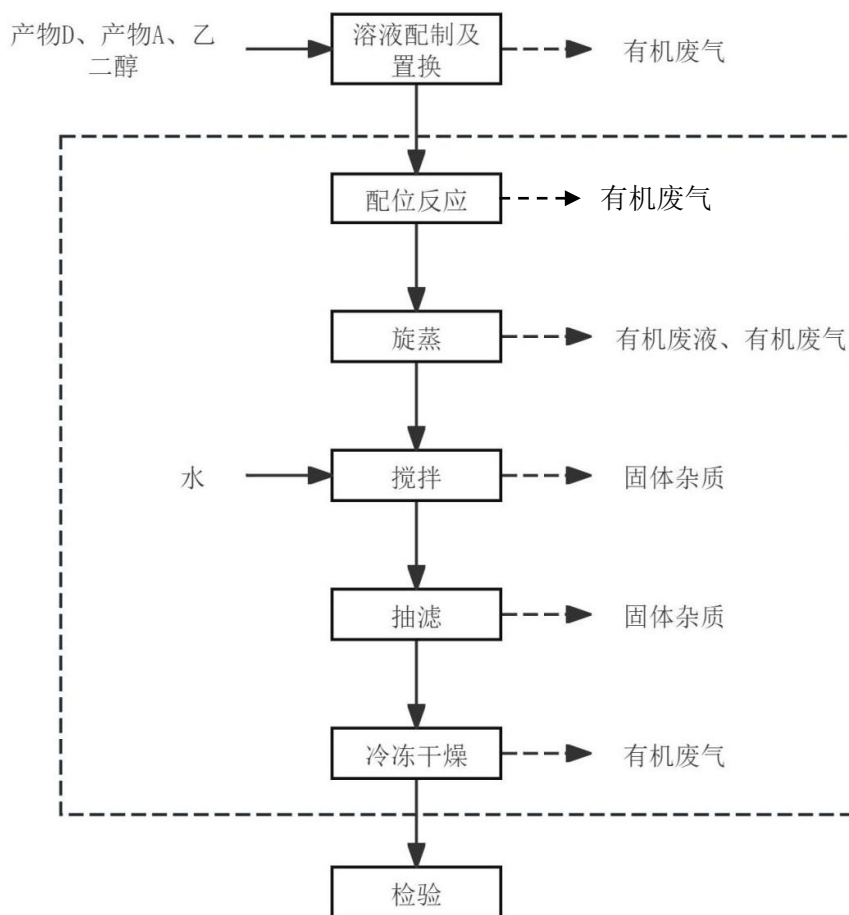 产物D、产物A、乙
二醇
溶液配制及
置换
有机废气
配位反应
有机废气
旋蒸
有机废液、有机废气
水
搅拌
固体杂质
抽滤
固体杂质
冷冻干燥
有机废气
检验